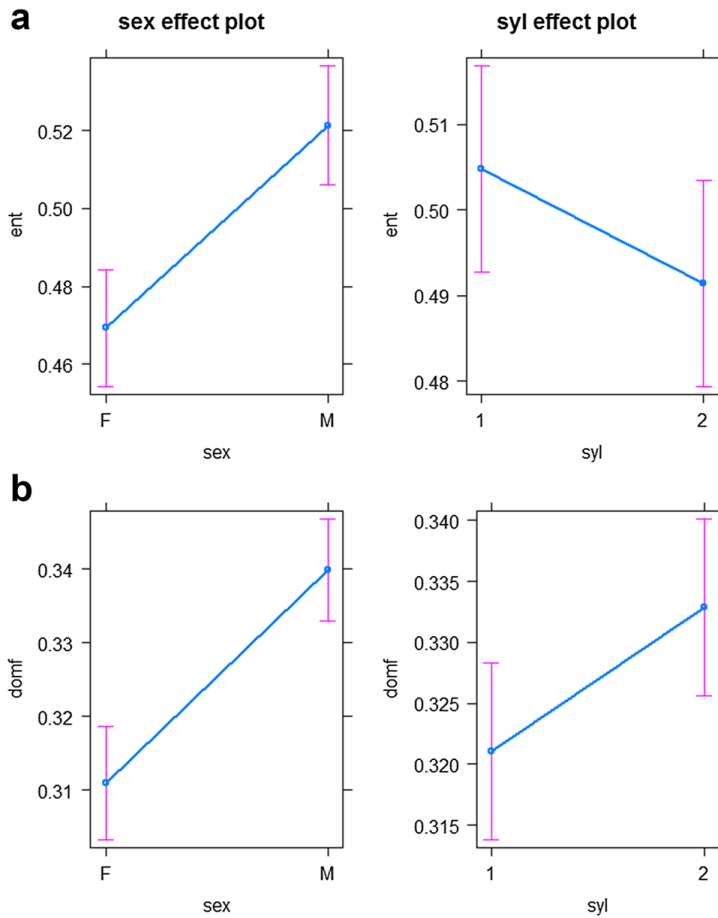 a
sex effect plot
ent
0.52
0.50
0.48
0.46
F
M
sex
syl effect plot
ent
0.51
0.50
0.49
0.48
1
2
syl
b
domf
0.34
0.33
0.32
0.31
F
M
sex
domf
0.340
0.335
0.330
0.325
0.320
0.315
1
2
syl